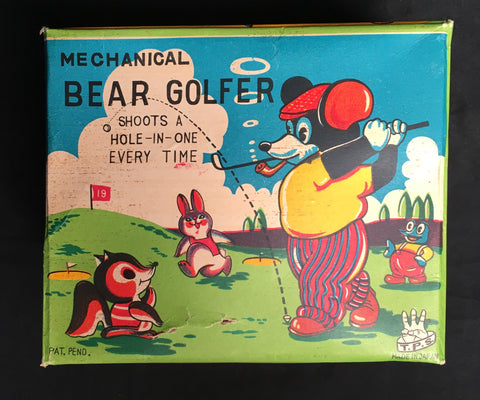 MECHANICAL
BEAR GOLFER
SHOOTS A
HOLE-IN-ONE
EVERY TIME
19
PAT. PEND.
T.P.S.
MADE IN JAPAN